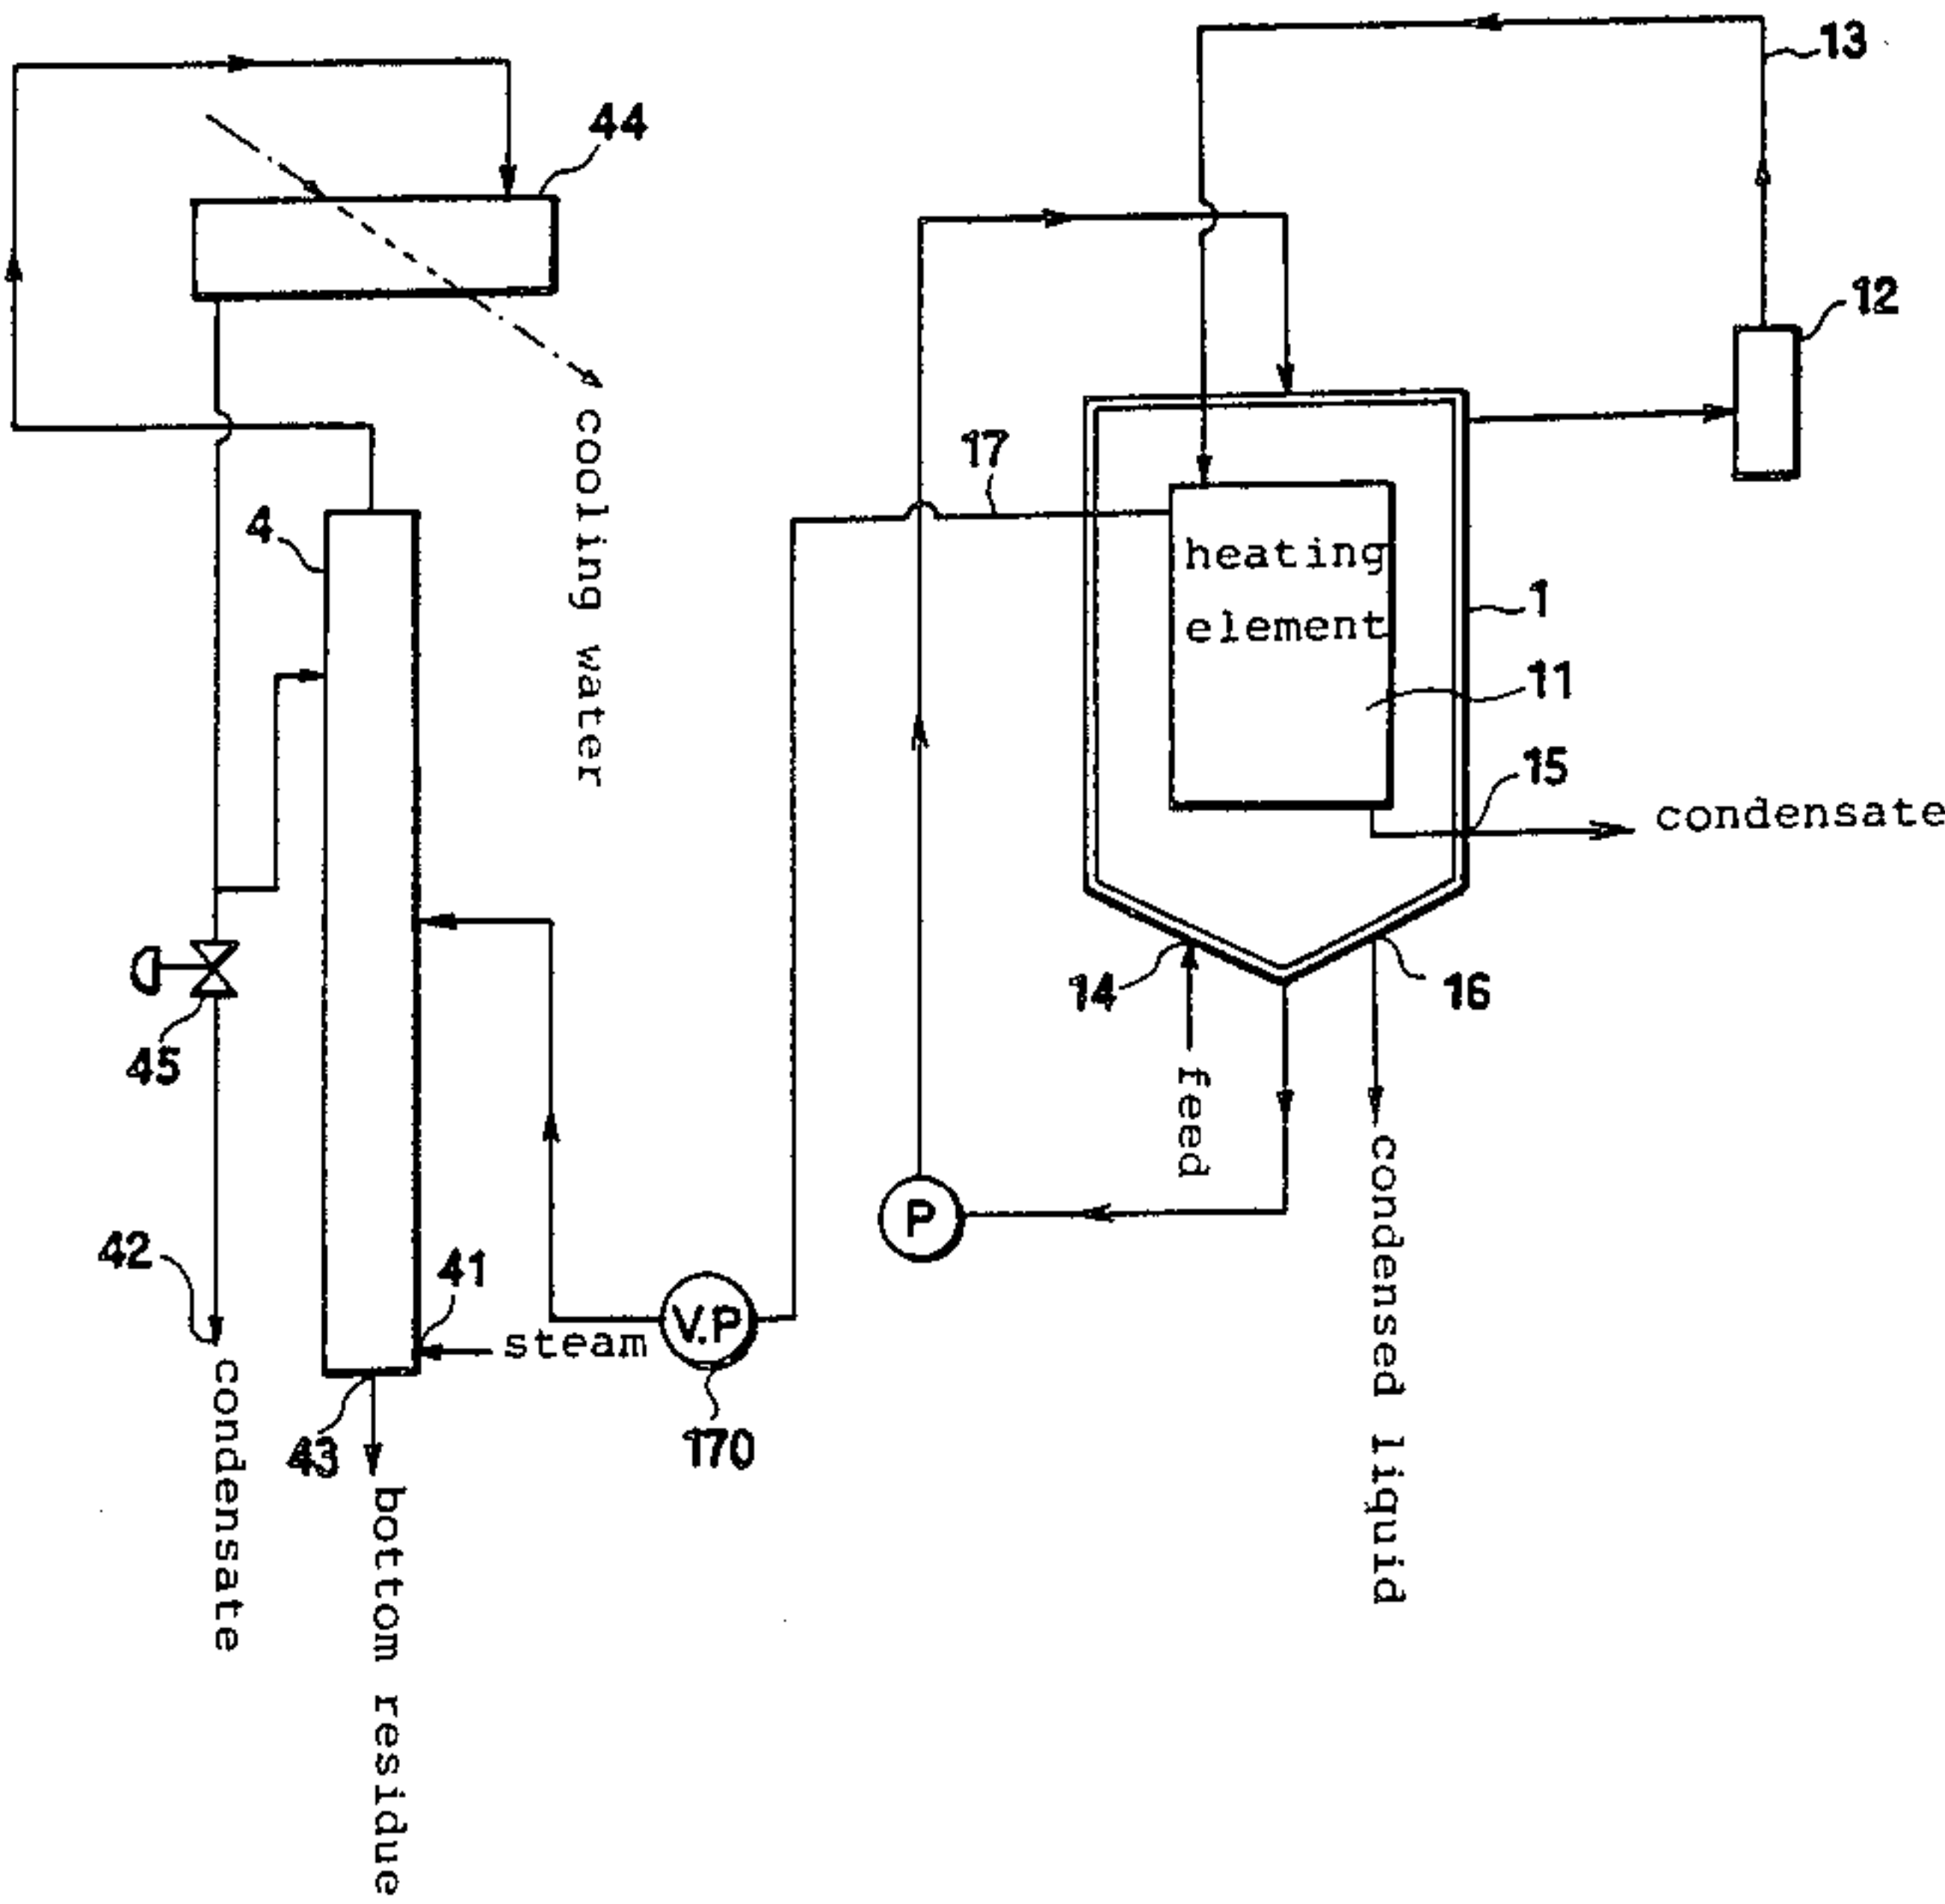 13
44
12
17
4
heating
element
cooling water
1
11
15
condensate
14
16
45
feed
P
42
41
V.P
steam
43
170
condensate
bottom residue
condensed liquid